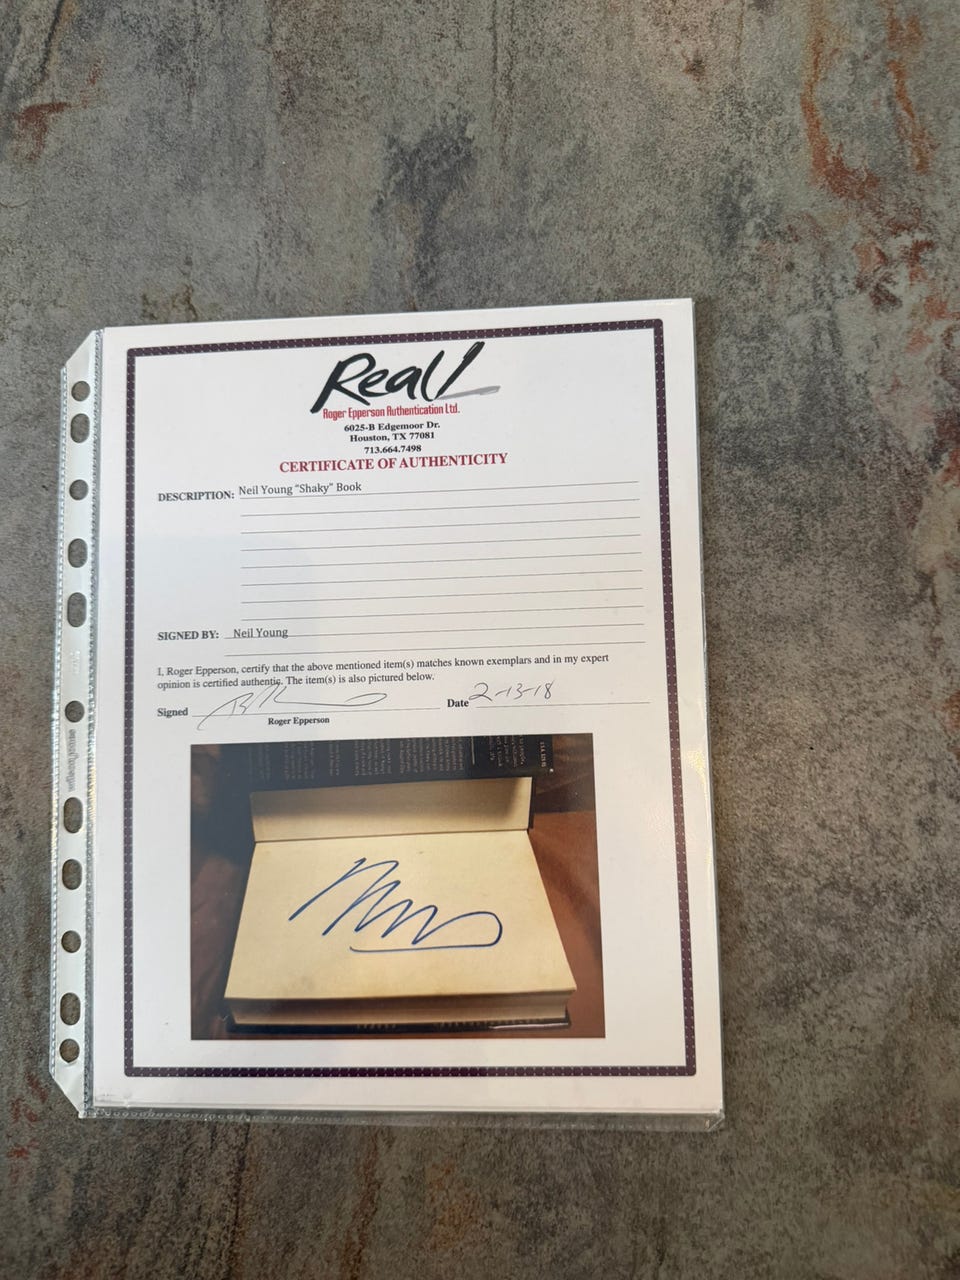 Real!
Roger Epperson Authentication Ltd.
6025-B Edgemoor Dr.
Houston, TX 77081
713.664.7498
CERTIFICATE OF AUTHENTICITY
DESCRIPTION: Neil Young "Shaky" Book
SIGNED BY: Neil Young
I, Roger Epperson, certify that the above mentioned item(s) matches known exemplars and in my expert
opinion is certified authentic. The item(s) is also pictured below.
Signed Date 2-13-18
Roger Epperson